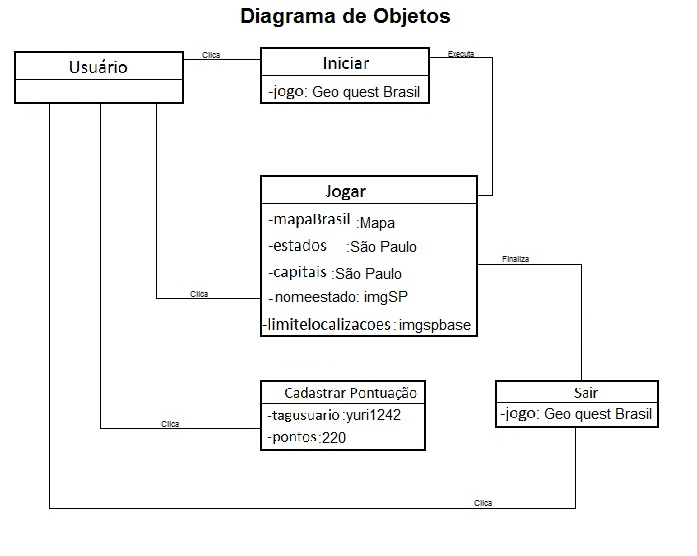 Diagrama de Objetos
Usuário
Clica
Iniciar
-jogo: Geo quest Brasil
Executa
Jogar
-mapaBrasil :Mapa
-estados :São Paulo
-capitais :São Paulo
-nomeestado: imgSP
-limitelocalizacoes: imgspbase
Clica
Finaliza
Cadastrar Pontuação
-tagusuario:yuri1242
-pontos:220
Clica
Sair
-jogo: Geo quest Brasil
Clica